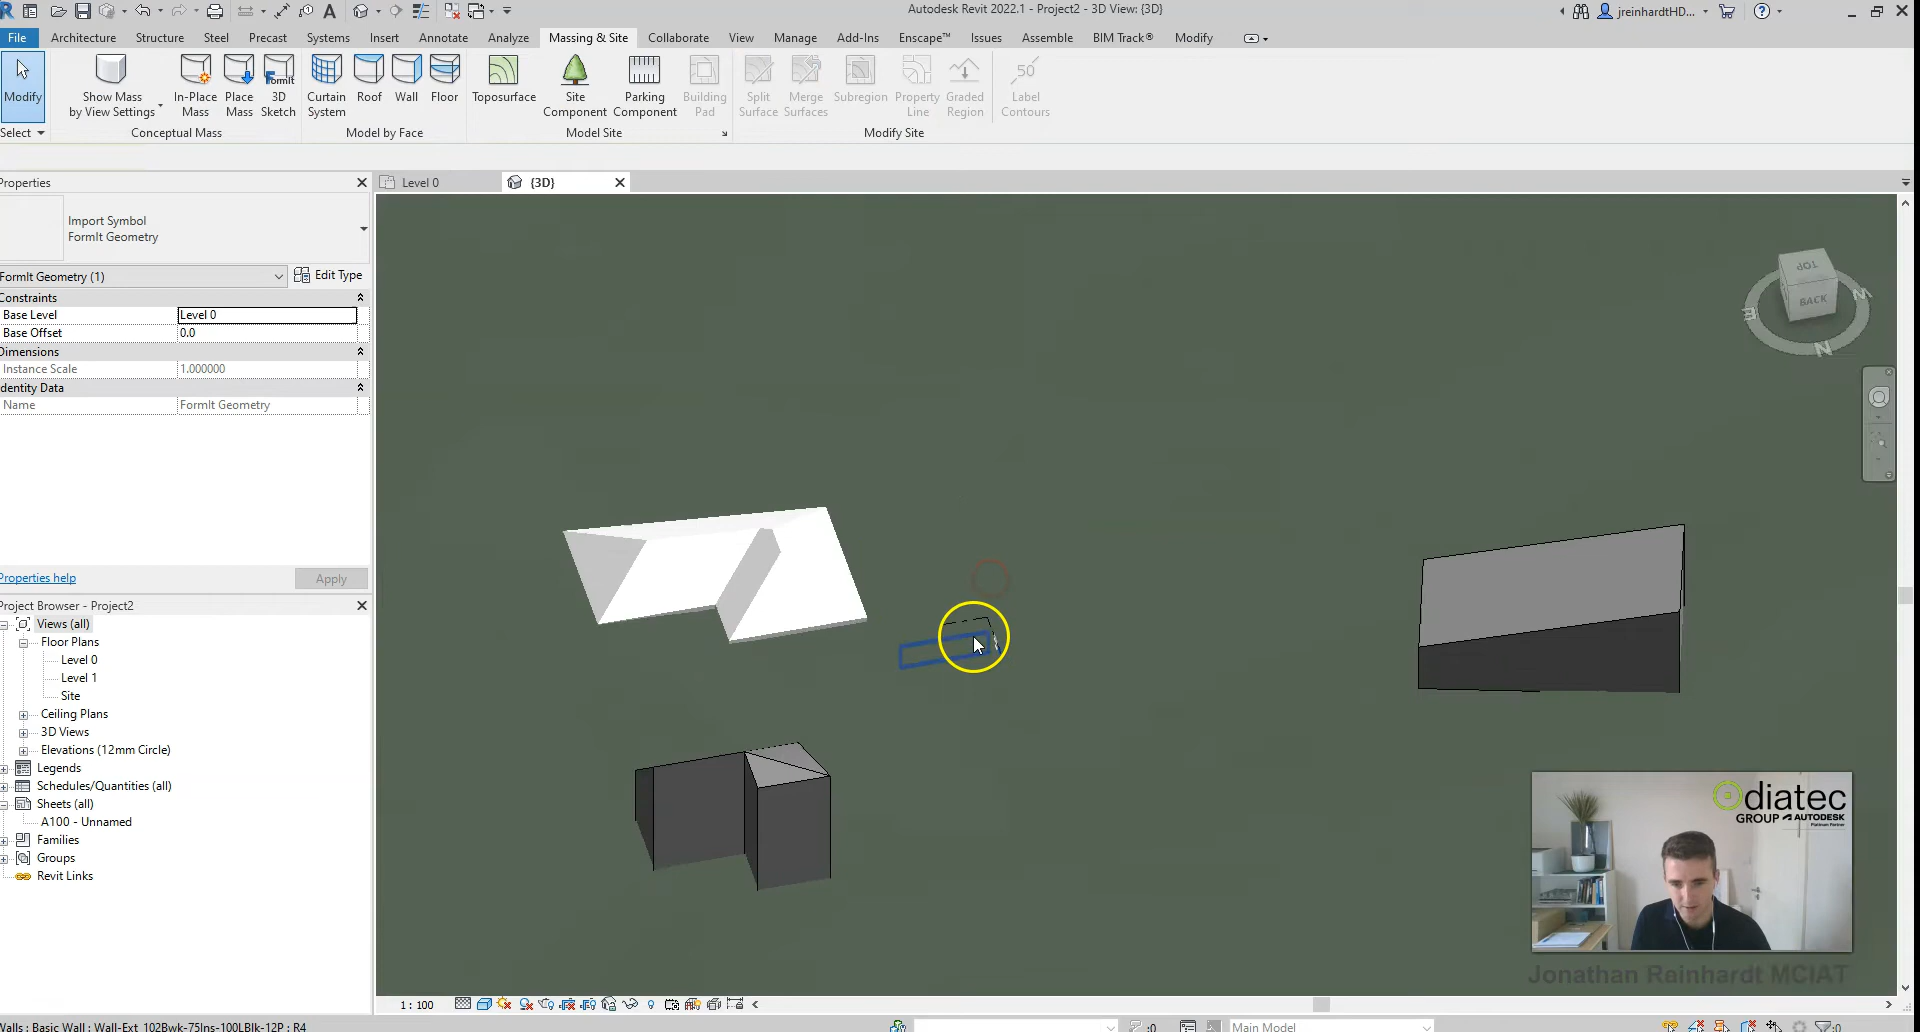 Autodesk Revit 2022.1 - Project2 - 3D View: {3D}
jreinhardtHD...
File Architecture Structure Steel Precast Systems Insert Annotate Analyze Massing & Site Collaborate View Manage Add-Ins Enscape™ Issues Assemble BIM Track® Modify
Modify
Show Mass
by View Settings
In-Place
Mass
Place
Mass
Formit
3D
Sketch
Curtain
System
Roof
Wall
Floor
Toposurface
Site
Component
Parking
Component
Building
Pad
Split
Surface
Merge
Surfaces
Subregion
Property
Line
Graded
Region
50
Label
Contours
Select
Conceptual Mass
Model by Face
Model Site
Modify Site
Properties
Level 0
{3D}
Import Symbol
FormIt Geometry
FormIt Geometry (1)
Edit Type
Constraints
Base Level Level 0
Base Offset 0.0
Dimensions
Instance Scale 1.000000
Identity Data
Name FormIt Geometry
Properties help
Apply
Project Browser - Project2
Views (all)
Floor Plans
Level 0
Level 1
Site
Ceiling Plans
3D Views
Elevations (12mm Circle)
Legends
Schedules/Quantities (all)
Sheets (all)
A100 - Unnamed
Families
Groups
Revit Links
TOP
BACK
W
E
N
diatec
GROUP AUTODESK
Platinum Partner
Jonathan Reinhardt MCIAT
1 : 100
Walls : Basic Wall : Wall-Ext_102Bwk-75Ins-100LBlk-12P : R4
:0
Main Model
:0